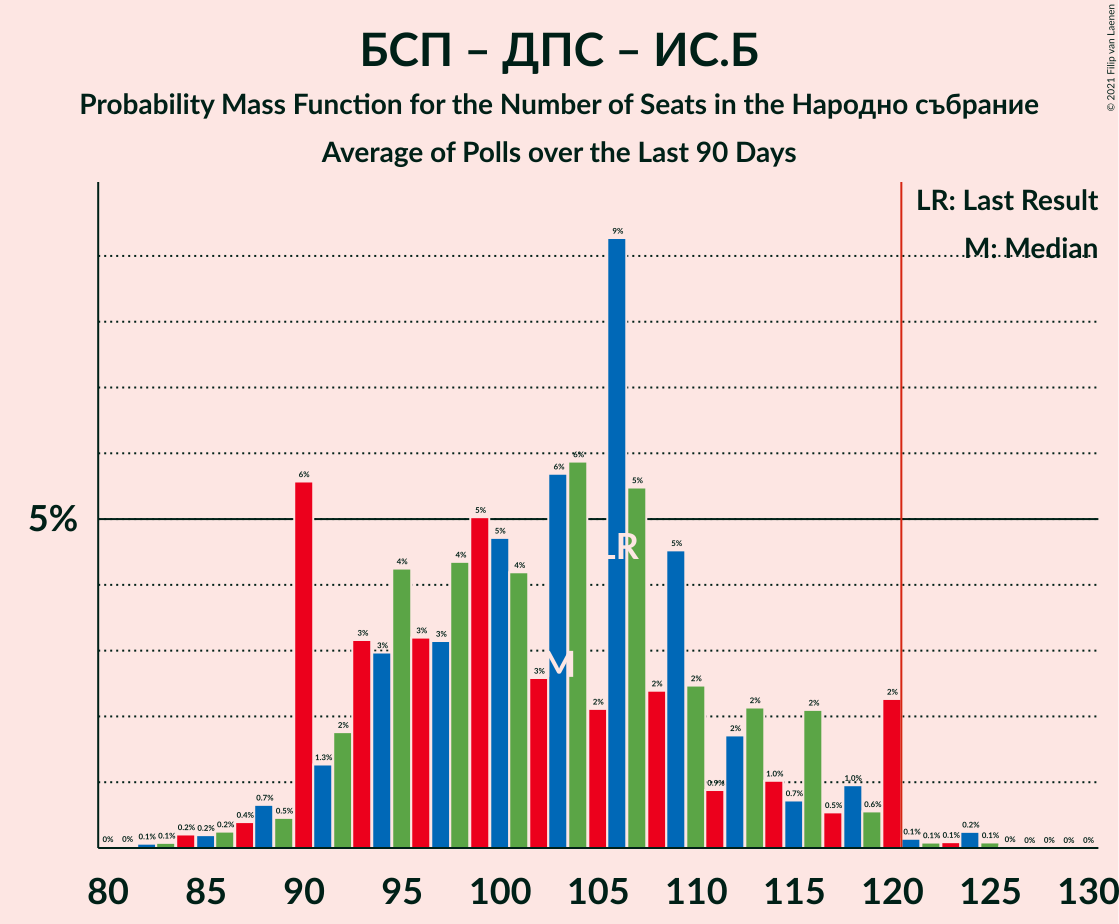 БСП – ДПС – ИС.Б
Probability Mass Function for the Number of Seats in the Народно събрание
Average of Polls over the Last 90 Days
© 2021 Filip van Laenen
LR: Last Result
M: Median
5%
0% 0% 0.1% 0.1% 0.2% 0.2% 0.2% 0.4% 0.7% 0.5% 6% 1.3% 2% 3% 3% 4% 3% 3% 4% 5% 5% 4% 3% 6% 6% 2% 9% 5% 2% 5% 2% 0.9% 2% 2% 1.0% 0.7% 2% 0.5% 1.0% 0.6% 2% 0.1% 0.1% 0.1% 0.2% 0.1% 0% 0% 0% 0% 0%
LR
M
80 85 90 95 100 105 110 115 120 125 130